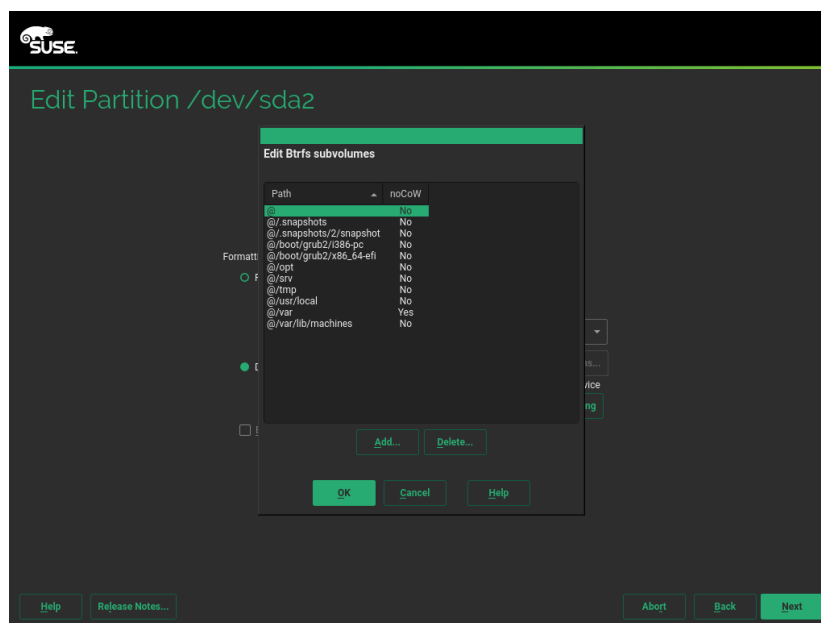 SUSE.
Edit Partition /dev/sda2
Edit Btrfs subvolumes
Path noCoW
@ No
@/.snapshots No
@/.snapshots/2/snapshot No
@/boot/grub2/i386-pc No
@/boot/grub2/x86_64-efi No
@/opt No
@/srv No
@/tmp No
@/usr/local No
@/var Yes
@/var/lib/machines No
Formatti
Add... Delete...
OK Cancel Help
Help Release Notes... Abort Back Next